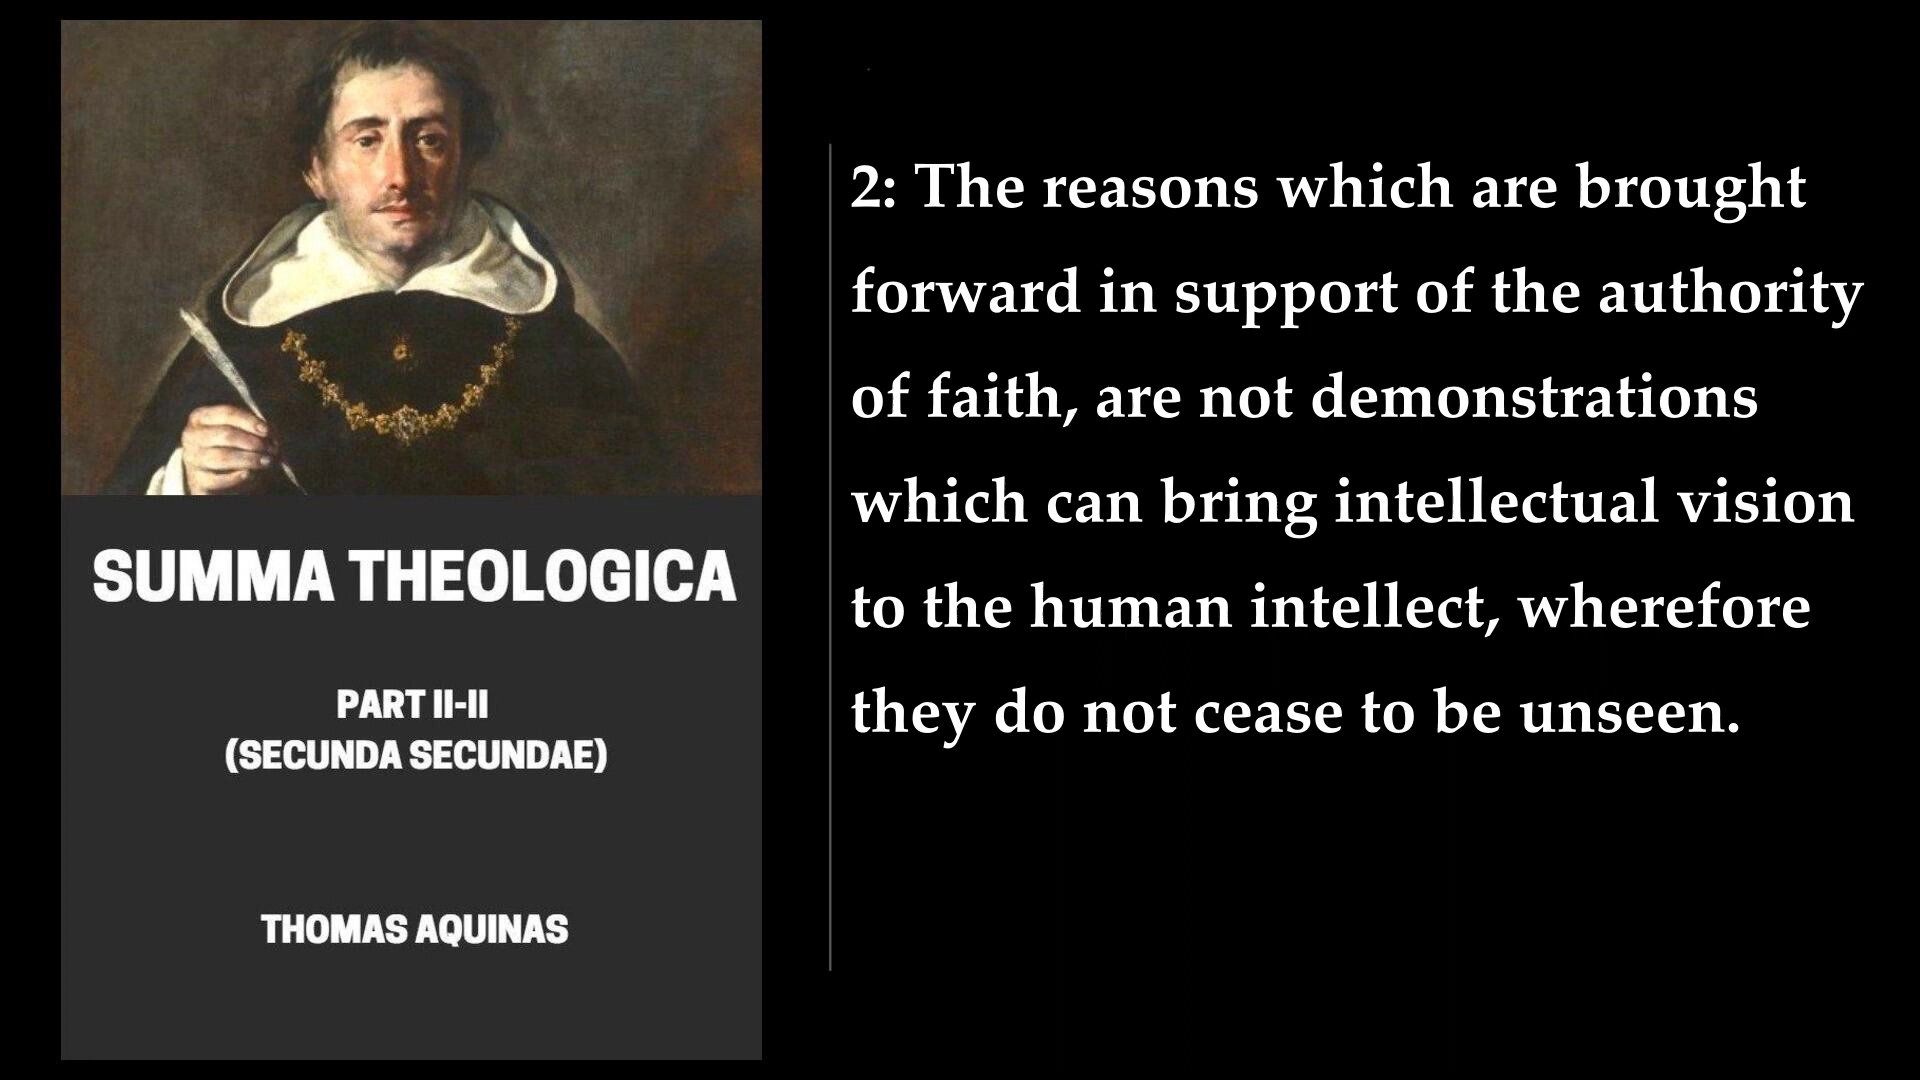 SUMMA THEOLOGICA
PART II-II
(SECUNDA SECUNDAE)
THOMAS AQUINAS
2: The reasons which are brought
forward in support of the authority
of faith, are not demonstrations
which can bring intellectual vision
to the human intellect, wherefore
they do not cease to be unseen.